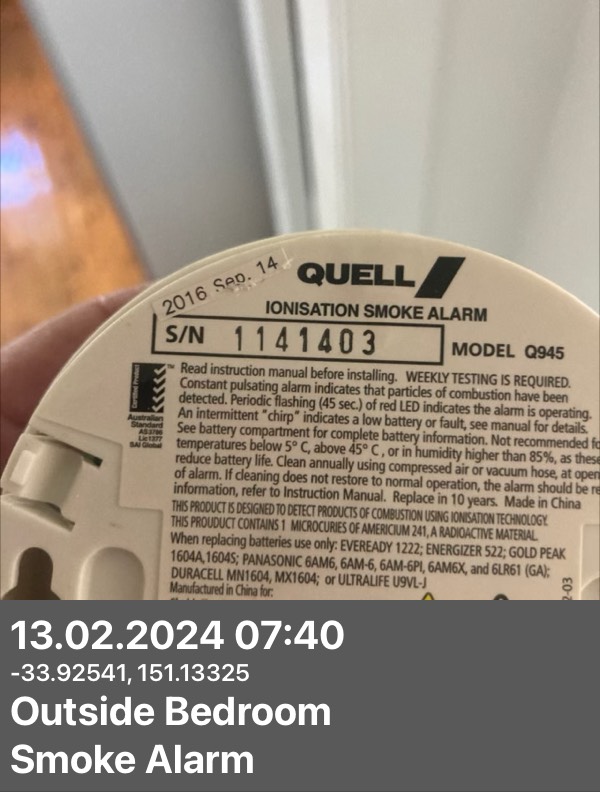 2016 Sep. 14
QUELL
IONISATION SMOKE ALARM
S/N 1141403
MODEL Q945
Read instruction manual before installing. WEEKLY TESTING IS REQUIRED.
Constant pulsating alarm indicates that particles of combustion have been
detected. Periodic flashing (45 sec.) of red LED indicates the alarm is operating.
An intermittent "chirp" indicates a low battery or fault, see manual for details.
See battery compartment for complete battery information. Not recommended fo
temperatures below 5° C, above 45° C, or in humidity higher than 85%, as these
reduce battery life. Clean annually using compressed air or vacuum hose, at open
of alarm. If cleaning does not restore to normal operation, the alarm should be re
information, refer to Instruction Manual. Replace in 10 years. Made in China
THIS PRODUCT IS DESIGNED TO DETECT PRODUCTS OF COMBUSTION USING IONISATION TECHNOLOGY.
THIS PROUDUCT CONTAINS 1 MICROCURIES OF AMERICIUM 241, A RADIOACTIVE MATERIAL.
When replacing batteries use only: EVEREADY 1222; ENERGIZER 522; GOLD PEAK
1604A,1604S; PANASONIC 6AM6, 6AM-6, 6AM-6PI, 6AM6X, and 6LR61 (GA);
DURACELL MN1604, MX1604; or ULTRALIFE U9VL-J
Manufactured in China for:
Certified Product
™
Australian
Standard
AS3786
Lic1377
SAI Global
2-03
13.02.2024 07:40
-33.92541, 151.13325
Outside Bedroom
Smoke Alarm